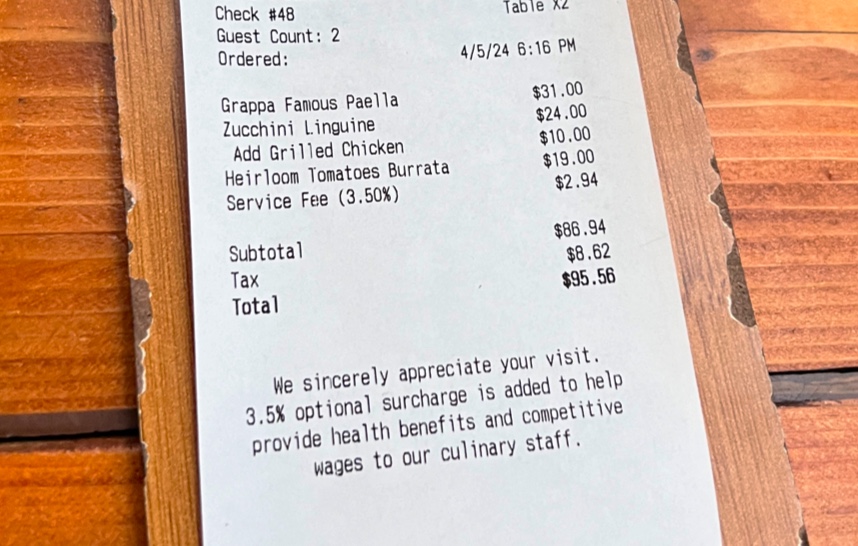 Check #48 Table X2
Guest Count: 2
Ordered: 4/5/24 6:16 PM
Grappa Famous Paella $31.00
Zucchini Linguine $24.00
Add Grilled Chicken $10.00
Heirloom Tomatoes Burrata $19.00
Service Fee (3.50%) $2.94
Subtotal $86.94
Tax $8.62
Total $95.56
We sincerely appreciate your visit.
3.5% optional surcharge is added to help
provide health benefits and competitive
wages to our culinary staff.